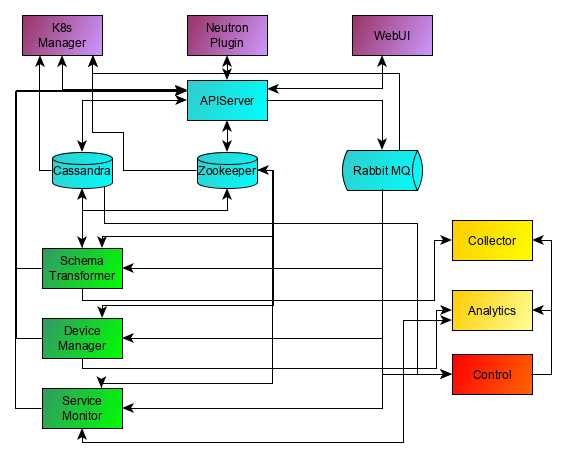 K8s
Manager
Neutron
Plugin
WebUI
APIServer
Cassandra
Zookeeper
Rabbit MQ
Collector
Schema
Transformer
Analytics
Device
Manager
Control
Service
Monitor